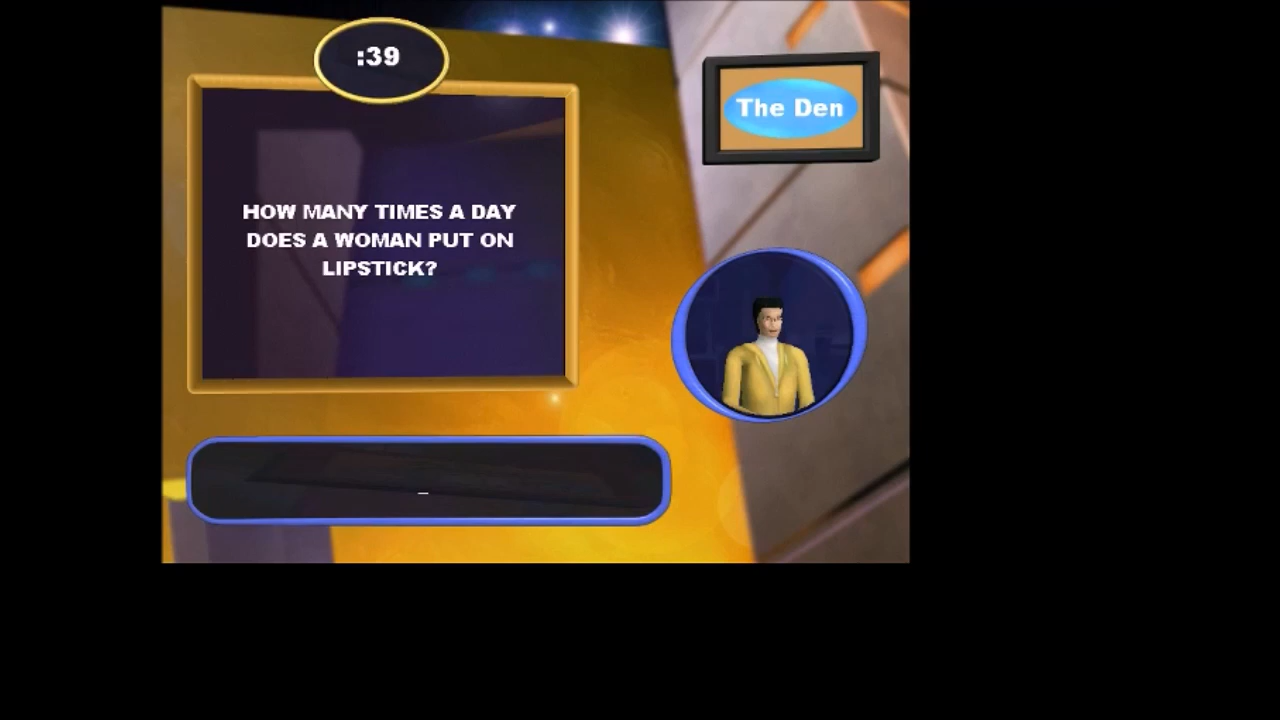 :39
The Den
HOW MANY TIMES A DAY
DOES A WOMAN PUT ON
LIPSTICK?
_